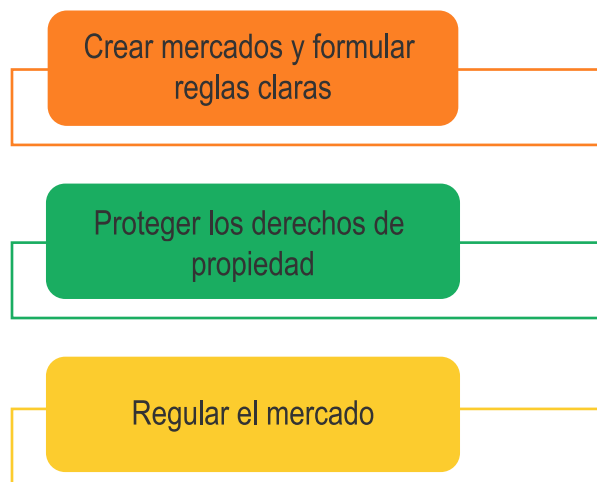 Crear mercados y formular
reglas claras
Proteger los derechos de
propiedad
Regular el mercado